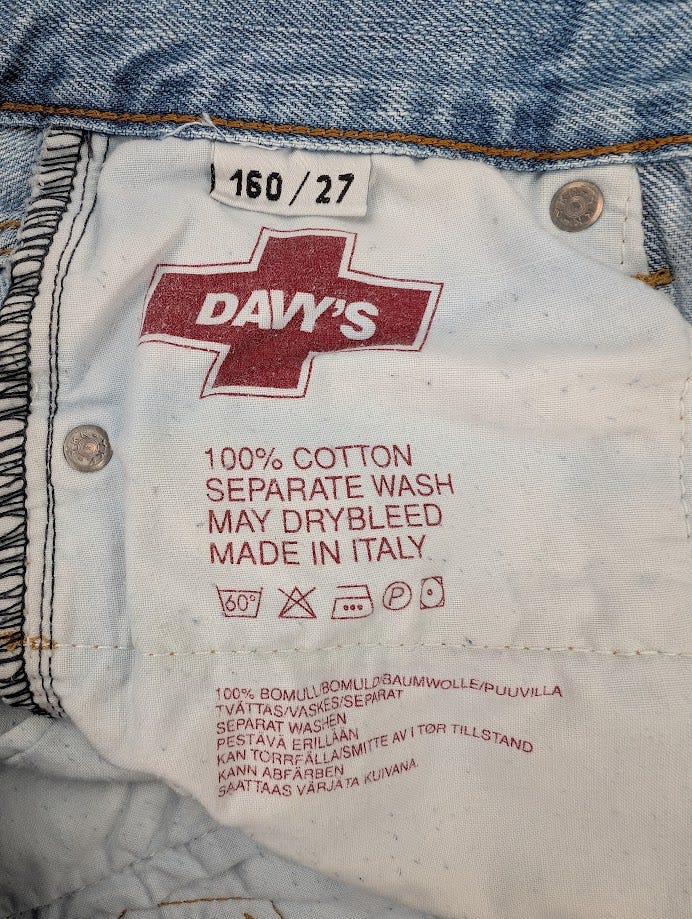 160/27
DAVY'S
100% COTTON
SEPARATE WASH
MAY DRYBLEED
MADE IN ITALY
60° P
100% BOMULL/BOMULD/BAUMWOLLE/PUUVILLA
TVÄTTAS/VASKES/SEPARAT
SEPARAT WASHEN
PESTÄVÄ ERILLÄÄN
KAN TORRFÄLLA/SMITTE AV I TØR TILLSTAND
KANN ABFÄRBEN
SAATTAAS VÄRJÄTA KUIVANA